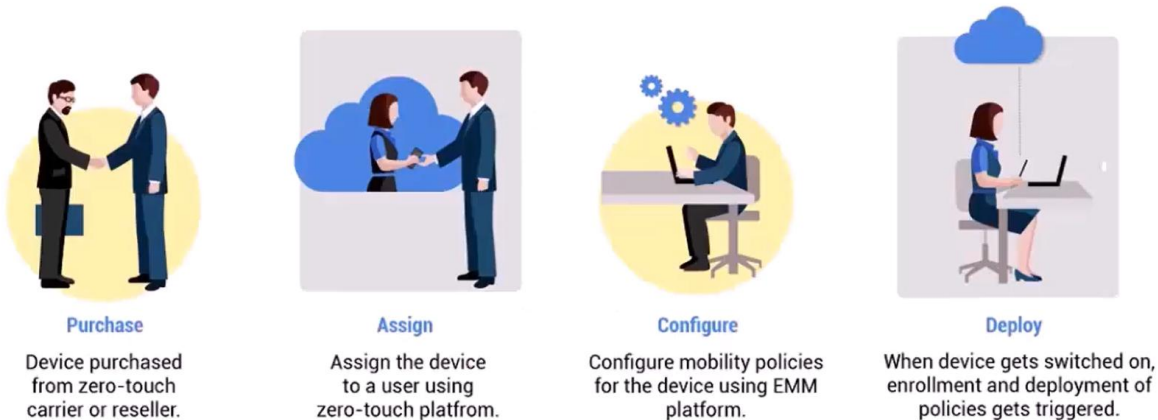 Purchase
Device purchased
from zero-touch
carrier or reseller.
Assign
Assign the device
to a user using
zero-touch platfrom.
Configure
Configure mobility policies
for the device using EMM
platform.
Deploy
When device gets switched on,
enrollment and deployment of
policies gets triggered.